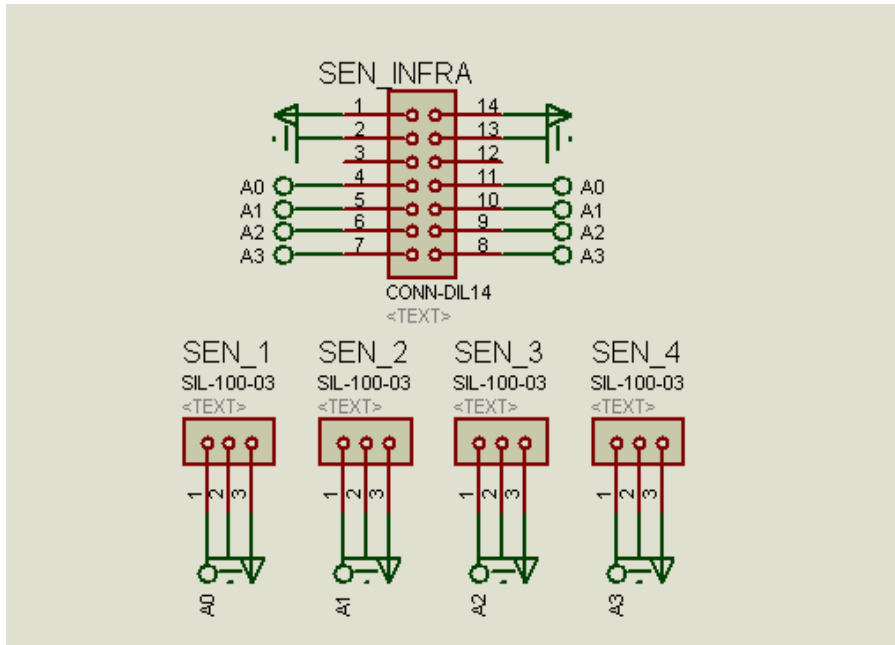 SEN_INFRA
1 14
2 13
3 12
A0 4 11 A0
A1 5 10 A1
A2 6 9 A2
A3 7 8 A3
CONN-DIL14
<TEXT>
SEN_1 SEN_2 SEN_3 SEN_4
SIL-100-03 SIL-100-03 SIL-100-03 SIL-100-03
<TEXT> <TEXT> <TEXT> <TEXT>
1 2 3 1 2 3 1 2 3 1 2 3
A0 A1 A2 A3